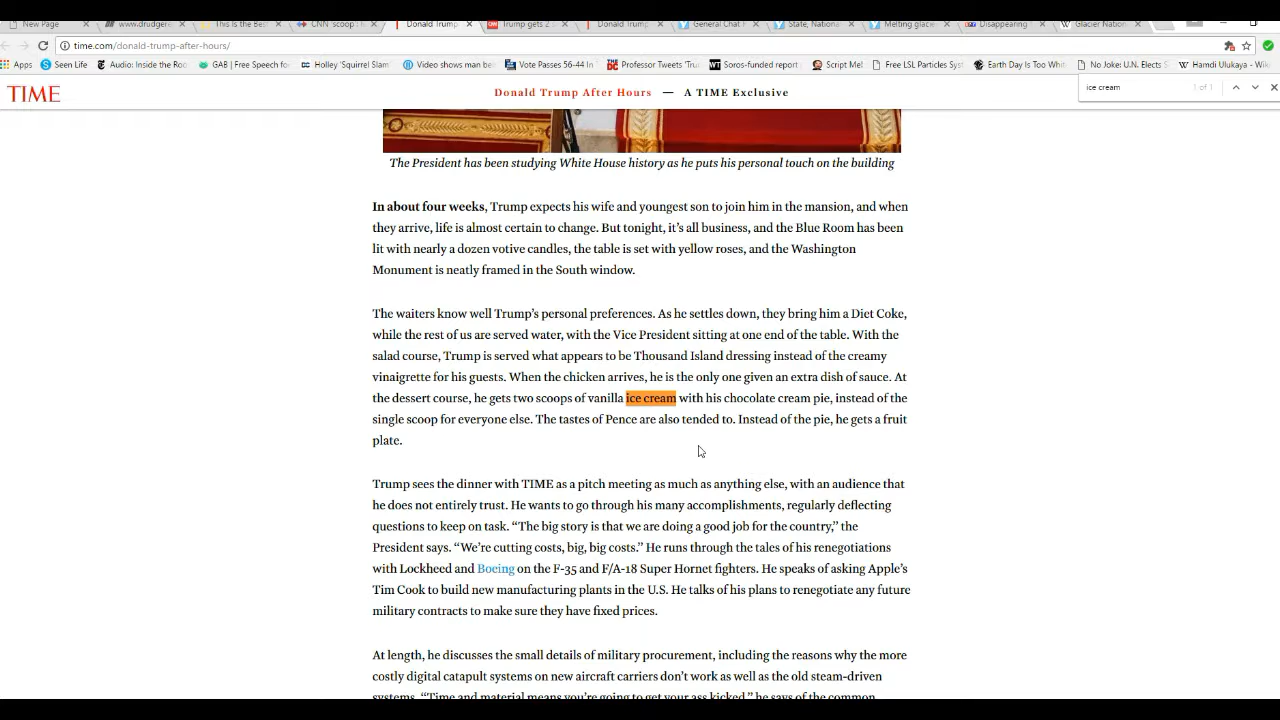 New Page
www.drudgere
This Is the Bes
CNN 'scoop': N
Donald Trump
Trump gets 2
Donald Trump
General Chat
State, National
Melting glacie
Disappearing
Glacier Nation
time.com/donald-trump-after-hours/
Apps
Seen Life
Audio: Inside the Roo
GAB | Free Speech fo
Holley 'Squirrel Slam'
Video shows man be
Vote Passes 56-44 In
Professor Tweets 'Tru
Soros-funded report
Script Mel
Free LSL Particles Sys
Earth Day Is Too Whit
No Joke: U.N. Elects S
Hamdi Ulukaya - Wik
ice cream 1 of 1
TIME
Donald Trump After Hours — A TIME Exclusive
The President has been studying White House history as he puts his personal touch on the building
In about four weeks, Trump expects his wife and youngest son to join him in the mansion, and when
they arrive, life is almost certain to change. But tonight, it's all business, and the Blue Room has been
lit with nearly a dozen votive candles, the table is set with yellow roses, and the Washington
Monument is neatly framed in the South window.
The waiters know well Trump's personal preferences. As he settles down, they bring him a Diet Coke,
while the rest of us are served water, with the Vice President sitting at one end of the table. With the
salad course, Trump is served what appears to be Thousand Island dressing instead of the creamy
vinaigrette for his guests. When the chicken arrives, he is the only one given an extra dish of sauce. At
the dessert course, he gets two scoops of vanilla ice cream with his chocolate cream pie, instead of the
single scoop for everyone else. The tastes of Pence are also tended to. Instead of the pie, he gets a fruit
plate.
Trump sees the dinner with TIME as a pitch meeting as much as anything else, with an audience that
he does not entirely trust. He wants to go through his many accomplishments, regularly deflecting
questions to keep on task. “The big story is that we are doing a good job for the country,” the
President says. “We're cutting costs, big, big costs.” He runs through the tales of his renegotiations
with Lockheed and Boeing on the F-35 and F/A-18 Super Hornet fighters. He speaks of asking Apple's
Tim Cook to build new manufacturing plants in the U.S. He talks of his plans to renegotiate any future
military contracts to make sure they have fixed prices.
At length, he discusses the small details of military procurement, including the reasons why the more
costly digital catapult systems on new aircraft carriers don't work as well as the old steam-driven
systems. “Time and material means you're going to get your ass kicked,” he says of the common